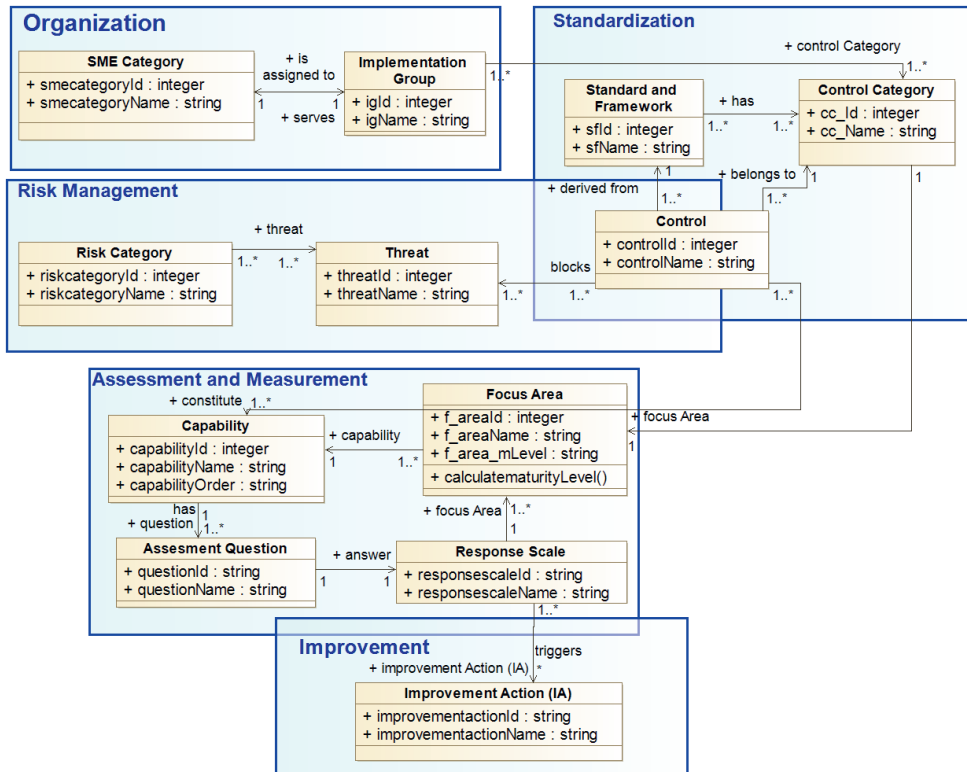 Organization
SME Category
+ smecategoryId : integer
+ smecategoryName : string
+ is
assigned to
1
1
+ serves
Implementation
Group
+ igId : integer
+ igName : string
1..*
Standardization
+ control Category
1..*
Standard and
Framework
+ sfId : integer
+ sfName : string
+ has
1..*
1..*
Control Category
+ cc_Id : integer
+ cc_Name : string
1
+ derived from
1..*
+ belongs to
1
1..*
1
Risk Management
Control
+ controlId : integer
+ controlName : string
+ threat
Risk Category
+ riskcategoryId : integer
+ riskcategoryName : string
1..*
1..*
Threat
+ threatId : integer
+ threatName : string
blocks
1..*
1..*
1..*
Assessment and Measurement
+ constitute
1..*
Capability
+ capabilityId : integer
+ capabilityName : string
+ capabilityOrder : string
+ capability
1
1..*
Focus Area
+ f_areaId : integer
+ f_areaName : string
+ f_area_mLevel : string
+ calculatematurityLevel()
+ focus Area
1
has
1
+ question
1..*
+ focus Area
1..*
1
Assesment Question
+ questionId : string
+ questionName : string
+ answer
1
1
Response Scale
+ responsescaleId : string
+ responsescaleName : string
1..*
Improvement
triggers
+ improvement Action (IA)
*
Improvement Action (IA)
+ improvementactionId : string
+ improvementactionName : string